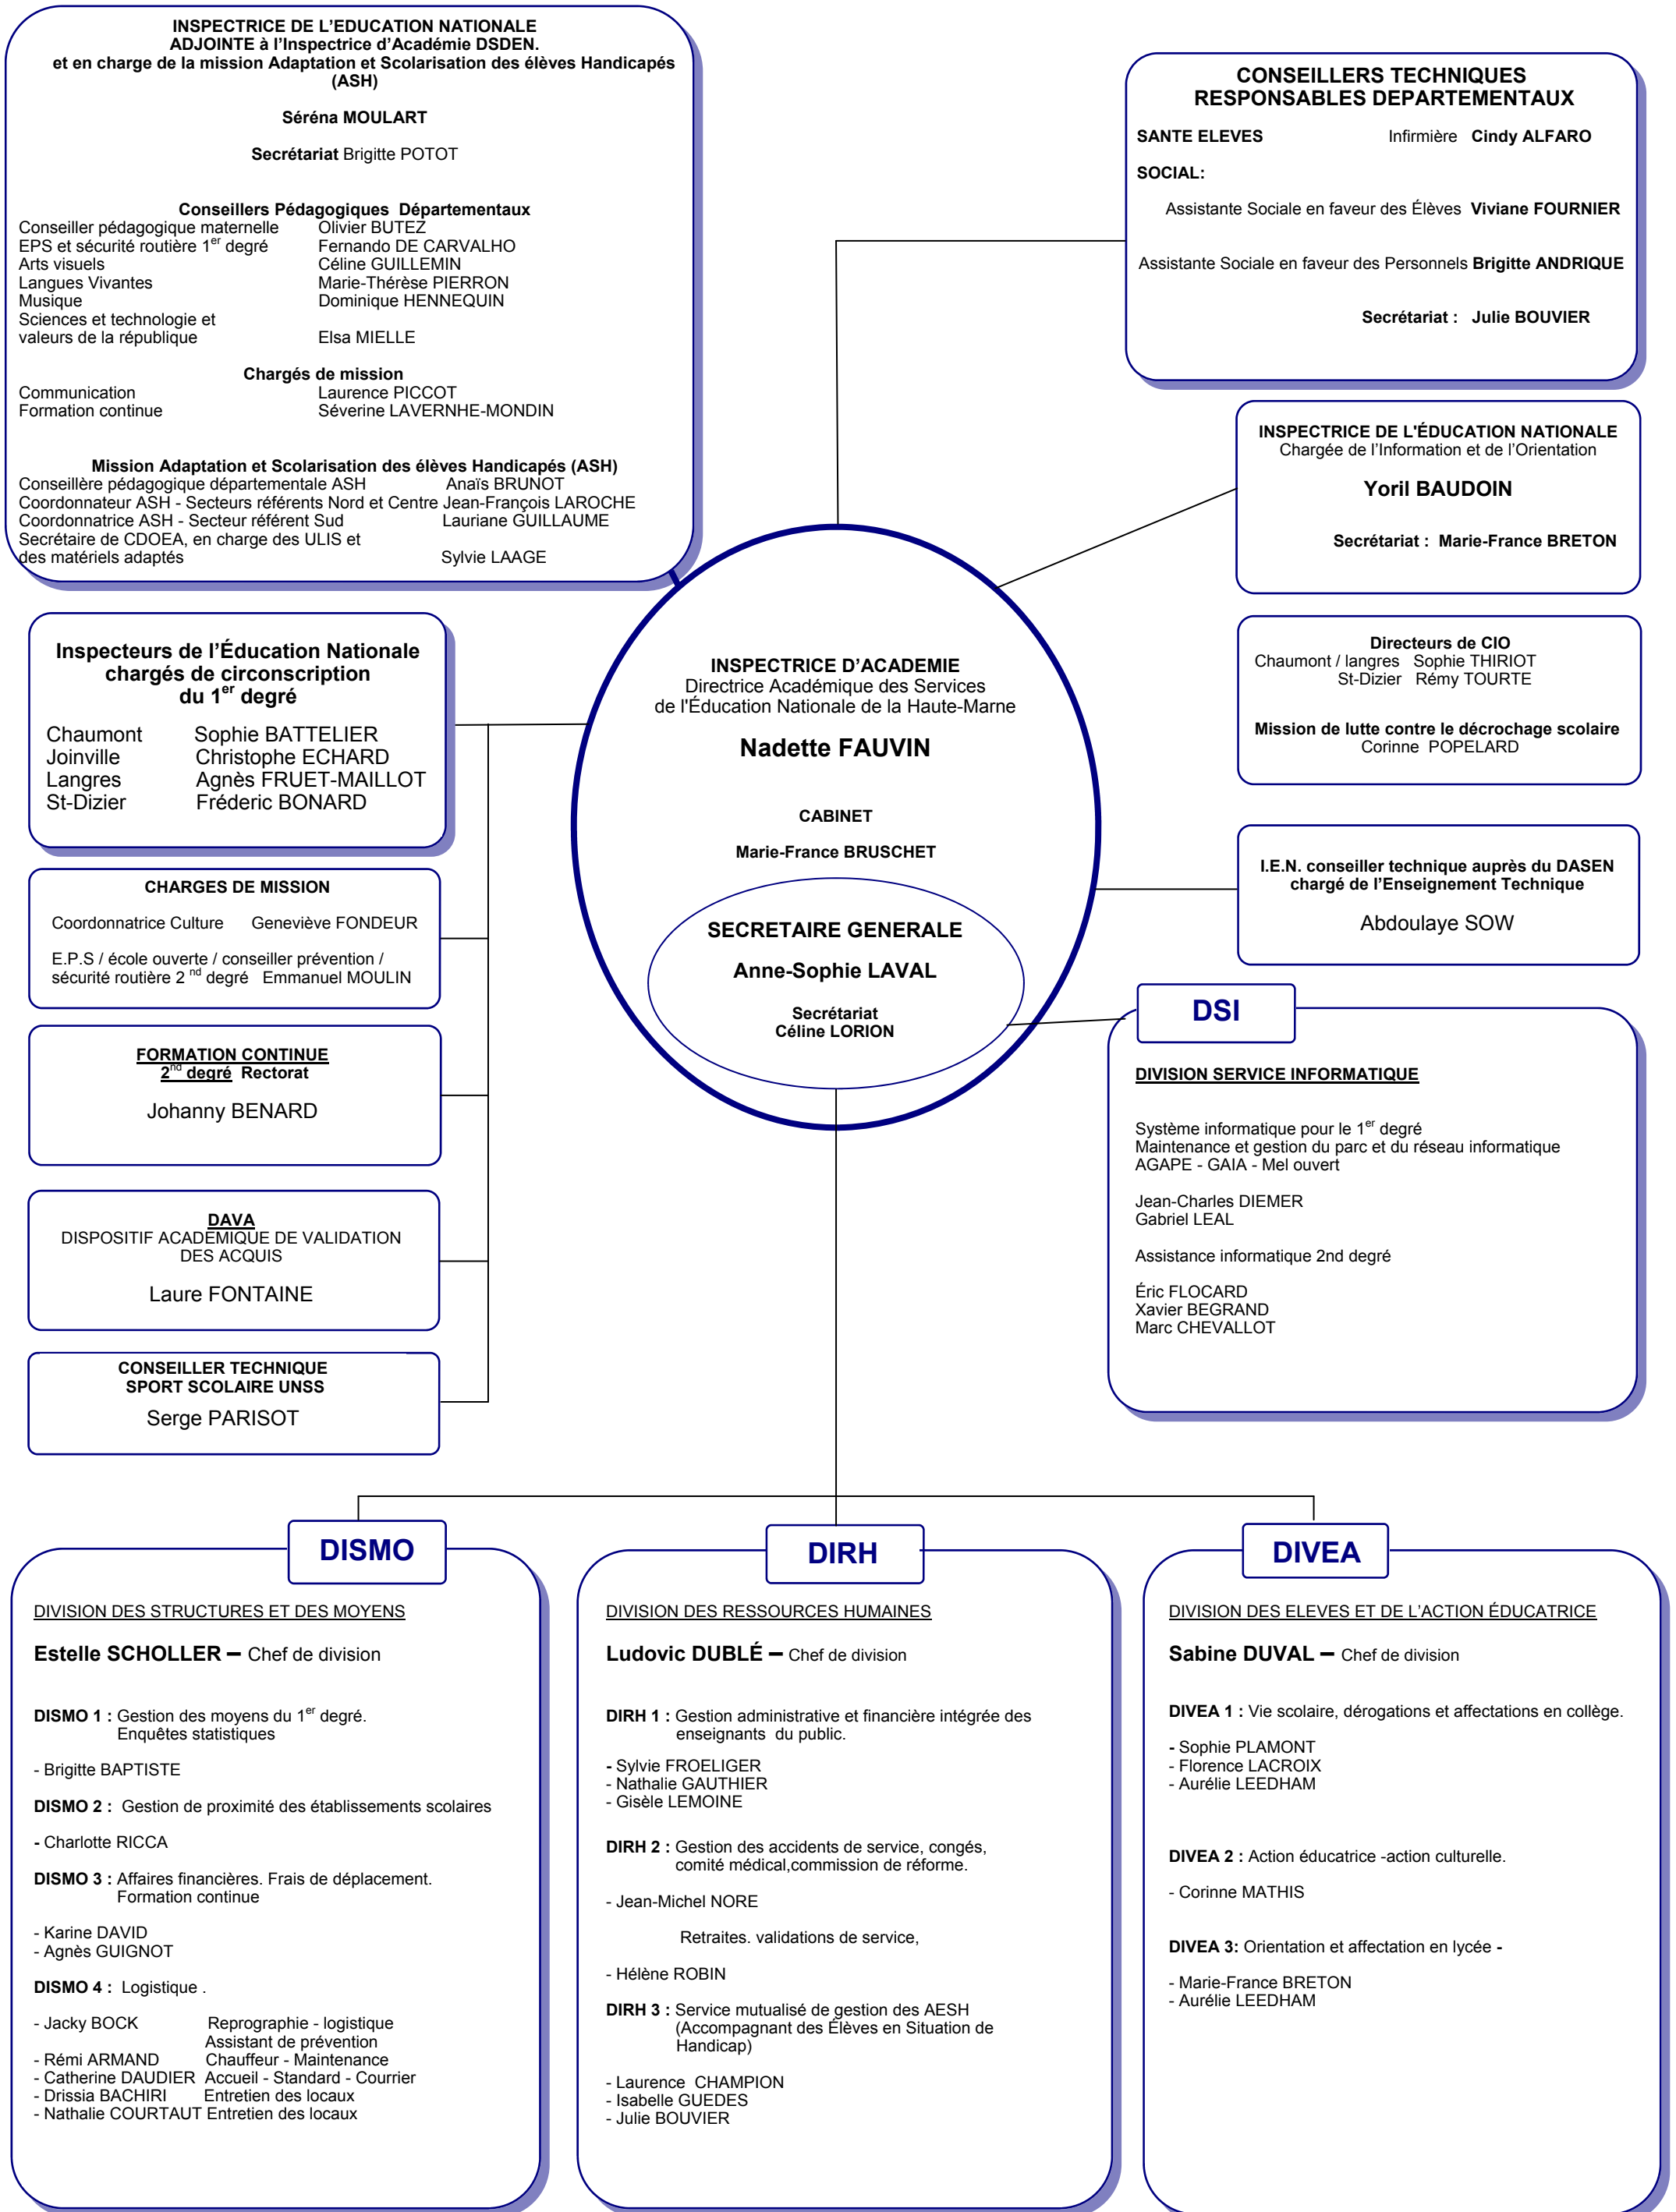 INSPECTRICE DE L'EDUCATION NATIONALE
ADJOINTE à l'Inspectrice d'Académie DSDEN.
et en charge de la mission Adaptation et Scolarisation des élèves Handicapés
(ASH)
Séréna MOULART
Secrétariat Brigitte POTOT
Conseillers Pédagogiques Départementaux
Conseiller pédagogique maternelle Olivier BUTEZ
EPS et sécurité routière 1er degré Fernando DE CARVALHO
Arts visuels Céline GUILLEMIN
Langues Vivantes Marie-Thérèse PIERRON
Musique Dominique HENNEQUIN
Sciences et technologie et
valeurs de la république Elsa MIELLE
Chargés de mission
Communication Laurence PICCOT
Formation continue Séverine LAVERNHE-MONDIN
Mission Adaptation et Scolarisation des élèves Handicapés (ASH)
Conseillère pédagogique départementale ASH Anaïs BRUNOT
Coordonnateur ASH - Secteurs référents Nord et Centre Jean-François LAROCHE
Coordonnatrice ASH - Secteur référent Sud Lauriane GUILLAUME
Secrétaire de CDOEA, en charge des ULIS et
des matériels adaptés Sylvie LAAGE
CONSEILLERS TECHNIQUES
RESPONSABLES DEPARTEMENTAUX
SANTE ELEVES Infirmière Cindy ALFARO
SOCIAL:
Assistante Sociale en faveur des Élèves Viviane FOURNIER
Assistante Sociale en faveur des Personnels Brigitte ANDRIQUE
Secrétariat : Julie BOUVIER
INSPECTRICE DE L'ÉDUCATION NATIONALE
Chargée de l'Information et de l'Orientation
Yoril BAUDOIN
Secrétariat : Marie-France BRETON
Directeurs de CIO
Chaumont / langres Sophie THIRIOT
St-Dizier Rémy TOURTE
Mission de lutte contre le décrochage scolaire
Corinne POPELARD
I.E.N. conseiller technique auprès du DASEN
chargé de l'Enseignement Technique
Abdoulaye SOW
INSPECTRICE D'ACADEMIE
Directrice Académique des Services
de l'Éducation Nationale de la Haute-Marne
Nadette FAUVIN
CABINET
Marie-France BRUSCHET
SECRETAIRE GENERALE
Anne-Sophie LAVAL
Secrétariat
Céline LORION
Inspecteurs de l'Éducation Nationale
chargés de circonscription
du 1er degré
Chaumont Sophie BATTELIER
Joinville Christophe ECHARD
Langres Agnès FRUET-MAILLOT
St-Dizier Fréderic BONARD
CHARGES DE MISSION
Coordonnatrice Culture Geneviève FONDEUR
E.P.S / école ouverte / conseiller prévention /
sécurité routière 2 nd degré Emmanuel MOULIN
FORMATION CONTINUE
2nd degré Rectorat
Johanny BENARD
DAVA
DISPOSITIF ACADEMIQUE DE VALIDATION
DES ACQUIS
Laure FONTAINE
CONSEILLER TECHNIQUE
SPORT SCOLAIRE UNSS
Serge PARISOT
DSI
DIVISION SERVICE INFORMATIQUE
Système informatique pour le 1er degré
Maintenance et gestion du parc et du réseau informatique
AGAPE - GAIA - Mel ouvert
Jean-Charles DIEMER
Gabriel LEAL
Assistance informatique 2nd degré
Éric FLOCARD
Xavier BEGRAND
Marc CHEVALLOT
DISMO
DIVISION DES STRUCTURES ET DES MOYENS
Estelle SCHOLLER – Chef de division
DISMO 1 : Gestion des moyens du 1er degré.
Enquêtes statistiques
- Brigitte BAPTISTE
DISMO 2 : Gestion de proximité des établissements scolaires
- Charlotte RICCA
DISMO 3 : Affaires financières. Frais de déplacement.
Formation continue
- Karine DAVID
- Agnès GUIGNOT
DISMO 4 : Logistique .
- Jacky BOCK Reprographie - logistique
Assistant de prévention
- Rémi ARMAND Chauffeur - Maintenance
- Catherine DAUDIER Accueil - Standard - Courrier
- Drissia BACHIRI Entretien des locaux
- Nathalie COURTAUT Entretien des locaux
DIRH
DIVISION DES RESSOURCES HUMAINES
Ludovic DUBLÉ – Chef de division
DIRH 1 : Gestion administrative et financière intégrée des
enseignants du public.
- Sylvie FROELIGER
- Nathalie GAUTHIER
- Gisèle LEMOINE
DIRH 2 : Gestion des accidents de service, congés,
comité médical,commission de réforme.
- Jean-Michel NORE
Retraites. validations de service,
- Hélène ROBIN
DIRH 3 : Service mutualisé de gestion des AESH
(Accompagnant des Élèves en Situation de
Handicap)
- Laurence CHAMPION
- Isabelle GUEDES
- Julie BOUVIER
DIVEA
DIVISION DES ELEVES ET DE L'ACTION ÉDUCATRICE
Sabine DUVAL – Chef de division
DIVEA 1 : Vie scolaire, dérogations et affectations en collège.
- Sophie PLAMONT
- Florence LACROIX
- Aurélie LEEDHAM
DIVEA 2 : Action éducatrice -action culturelle.
- Corinne MATHIS
DIVEA 3: Orientation et affectation en lycée -
- Marie-France BRETON
- Aurélie LEEDHAM